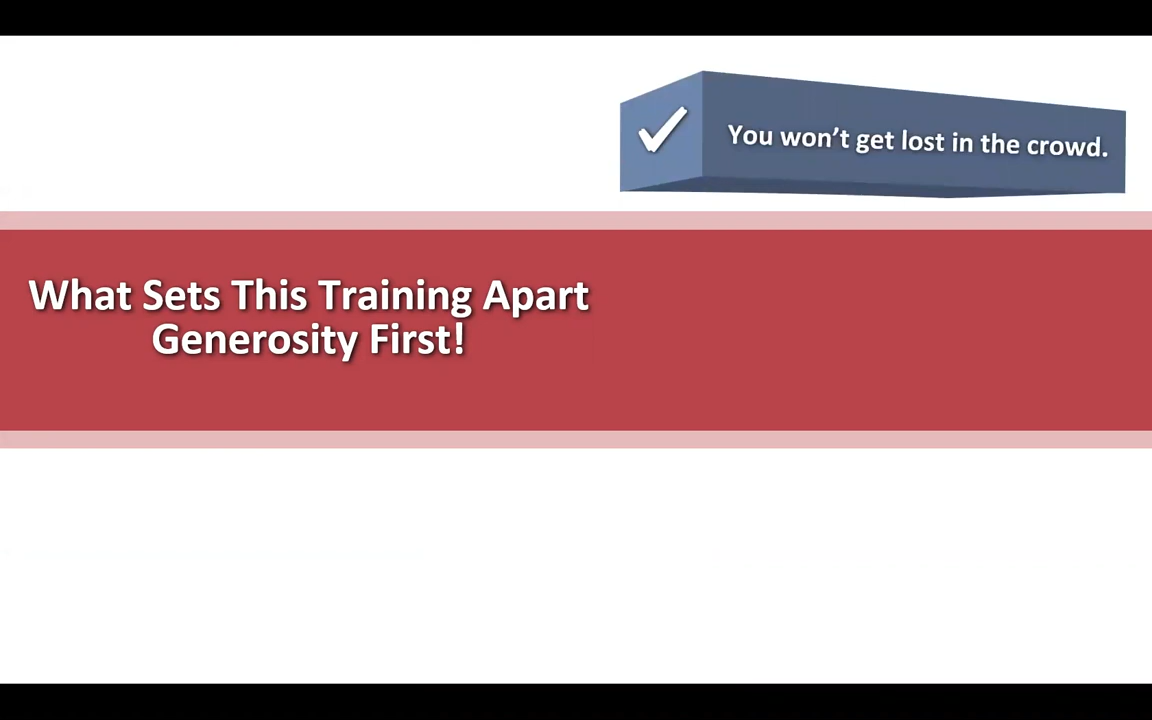 You won't get lost in the crowd.
What Sets This Training Apart
Generosity First!